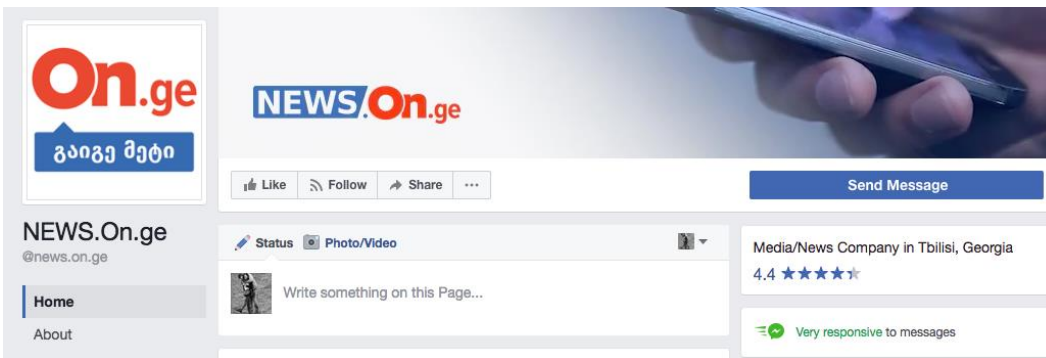 On.ge
გაიგე მეტი
NEWS.On.ge
@news.on.ge
Home
About
NEWS.On.ge
Like Follow Share ...
Send Message
Status Photo/Video
Write something on this Page...
Media/News Company in Tbilisi, Georgia
4.4
Very responsive to messages